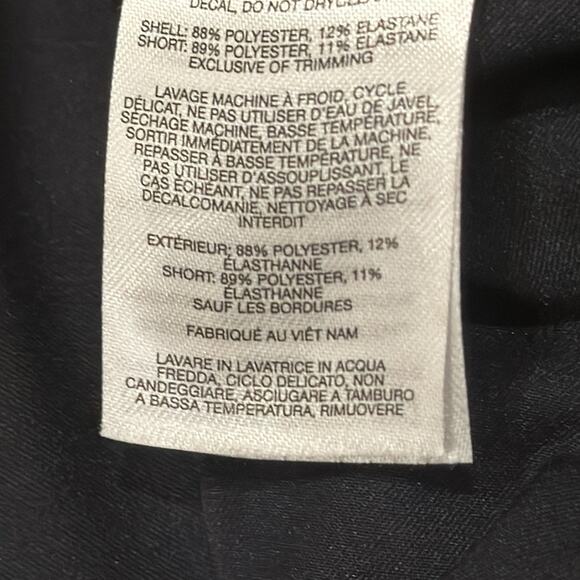 DECAL, DO NOT DRYCLEAN
SHELL: 88% POLYESTER, 12% ELASTANE
SHORT: 89% POLYESTER, 11% ELASTANE
EXCLUSIVE OF TRIMMING
LAVAGE MACHINE À FROID, CYCLE
DÉLICAT, NE PAS UTILISER D'EAU DE JAVEL,
SÉCHAGE MACHINE, BASSE TEMPÉRATURE,
SORTIR IMMÉDIATEMENT DE LA MACHINE,
REPASSER À BASSE TEMPÉRATURE, NE
PAS UTILISER D'ASSOUPLISSANT, LE
CAS ÉCHÉANT, NE PAS REPASSER LA
DÉCALCOMANIE, NETTOYAGE À SEC
INTERDIT
EXTÉRIEUR: 88% POLYESTER, 12%
ÉLASTHANNE
SHORT: 89% POLYESTER, 11%
ÉLASTHANNE
SAUF LES BORDURES
FABRIQUÉ AU VIÊT NAM
LAVARE IN LAVATRICE IN ACQUA
FREDDA, CICLO DELICATO, NON
CANDEGGIARE, ASCIUGARE A TAMBURO
A BASSA TEMPERATURA, RIMUOVERE